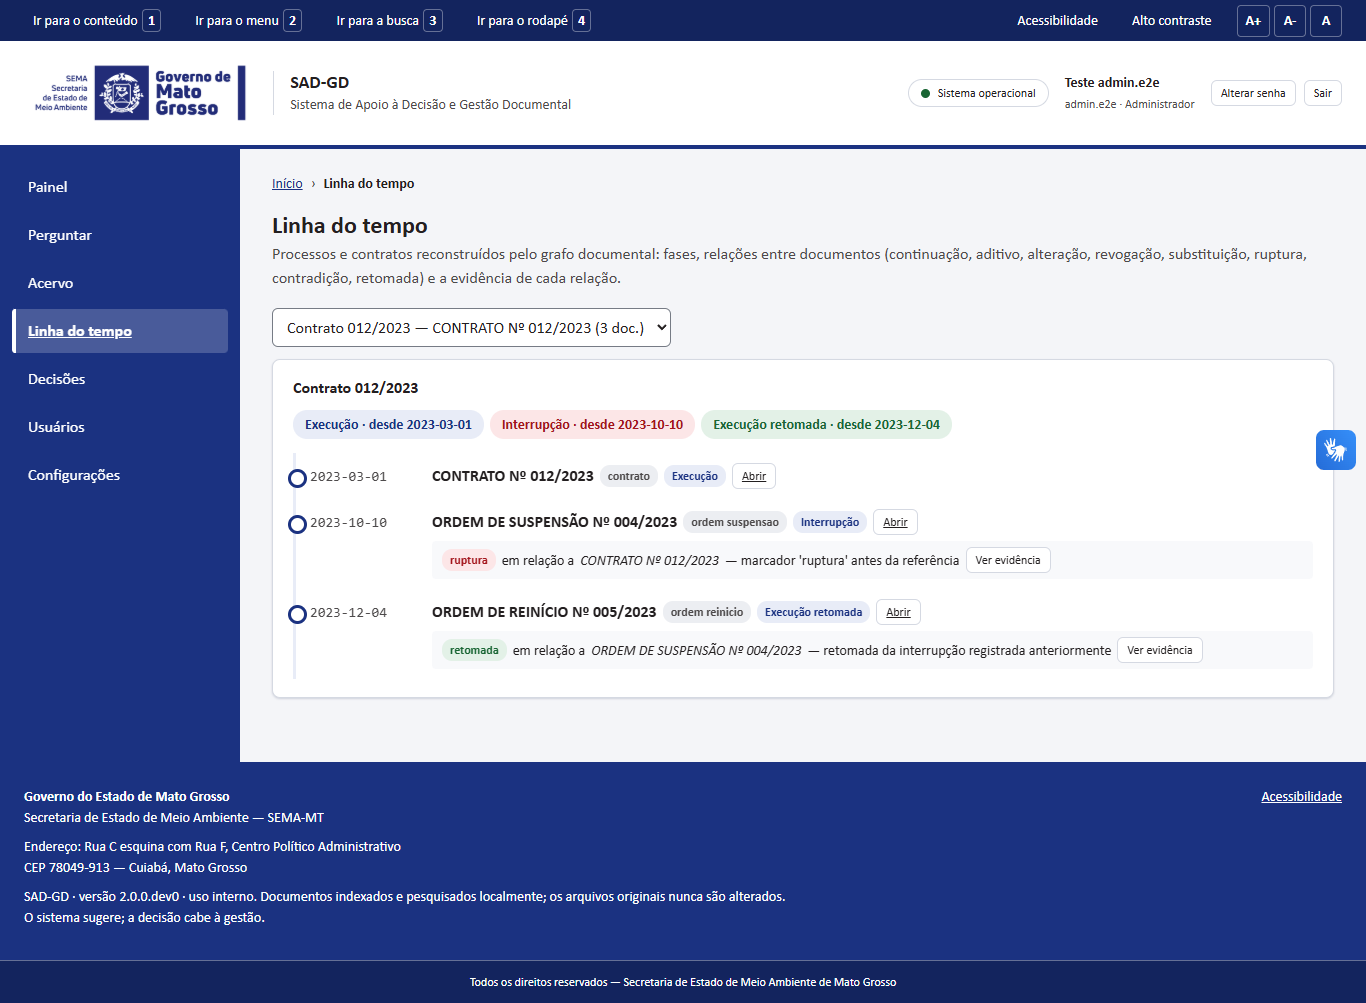 Ir para o conteúdo 1 Ir para o menu 2 Ir para a busca 3 Ir para o rodapé 4 Acessibilidade Alto contraste A+ A- A
SEMA
Secretaria
de Estado de
Meio Ambiente
Governo de
Mato
Grosso
SAD-GD
Sistema de Apoio à Decisão e Gestão Documental
Sistema operacional
Teste admin.e2e
admin.e2e · Administrador
Alterar senha
Sair
Painel
Perguntar
Acervo
Linha do tempo
Decisões
Usuários
Configurações
Início › Linha do tempo
Linha do tempo
Processos e contratos reconstruídos pelo grafo documental: fases, relações entre documentos (continuação, aditivo, alteração, revogação, substituição, ruptura,
contradição, retomada) e a evidência de cada relação.
Contrato 012/2023 — CONTRATO Nº 012/2023 (3 doc.)
Contrato 012/2023
Execução · desde 2023-03-01 Interrupção · desde 2023-10-10 Execução retomada · desde 2023-12-04
2023-03-01 CONTRATO Nº 012/2023 contrato Execução Abrir
2023-10-10 ORDEM DE SUSPENSÃO Nº 004/2023 ordem suspensao Interrupção Abrir
ruptura em relação a CONTRATO Nº 012/2023 — marcador 'ruptura' antes da referência Ver evidência
2023-12-04 ORDEM DE REINÍCIO Nº 005/2023 ordem reinicio Execução retomada Abrir
retomada em relação a ORDEM DE SUSPENSÃO Nº 004/2023 — retomada da interrupção registrada anteriormente Ver evidência
Governo do Estado de Mato Grosso
Secretaria de Estado de Meio Ambiente — SEMA-MT
Endereço: Rua C esquina com Rua F, Centro Político Administrativo
CEP 78049-913 — Cuiabá, Mato Grosso
SAD-GD · versão 2.0.0.dev0 · uso interno. Documentos indexados e pesquisados localmente; os arquivos originais nunca são alterados.
O sistema sugere; a decisão cabe à gestão.
Acessibilidade
Todos os direitos reservados — Secretaria de Estado de Meio Ambiente de Mato Grosso